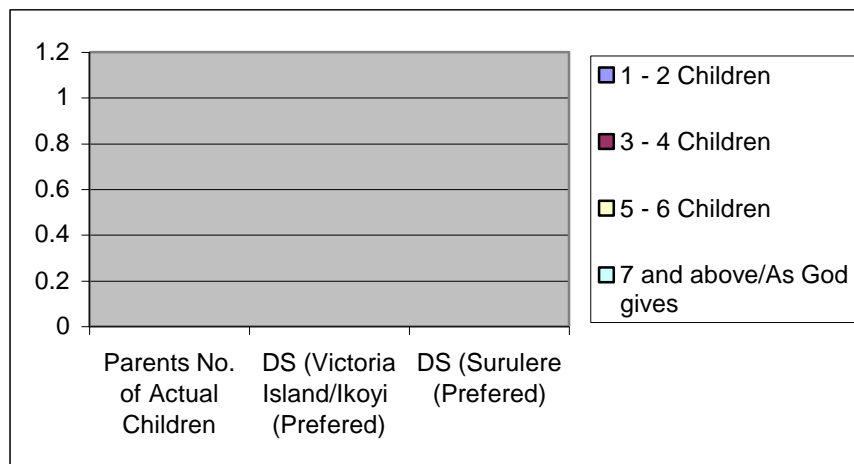 1.2
1
0.8
0.6
0.4
0.2
0
Parents No.
of Actual
Children
DS (Victoria
Island/Ikoyi
(Prefered)
DS (Surulere
(Prefered)
1 - 2 Children
3 - 4 Children
5 - 6 Children
7 and above/As God
gives